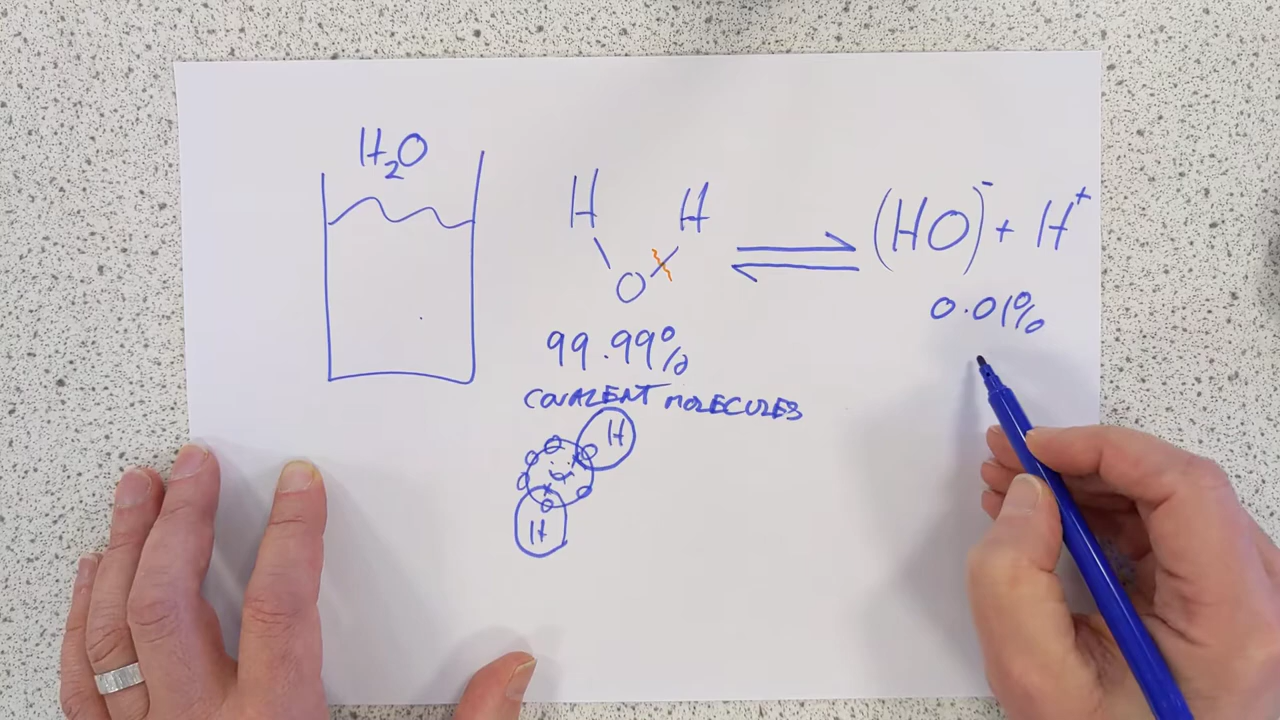 H₂O
H H
O
⇌ (HO)⁻ + H⁺
99.99%
0.01%
COVALENT MOLECULES
H
O
H